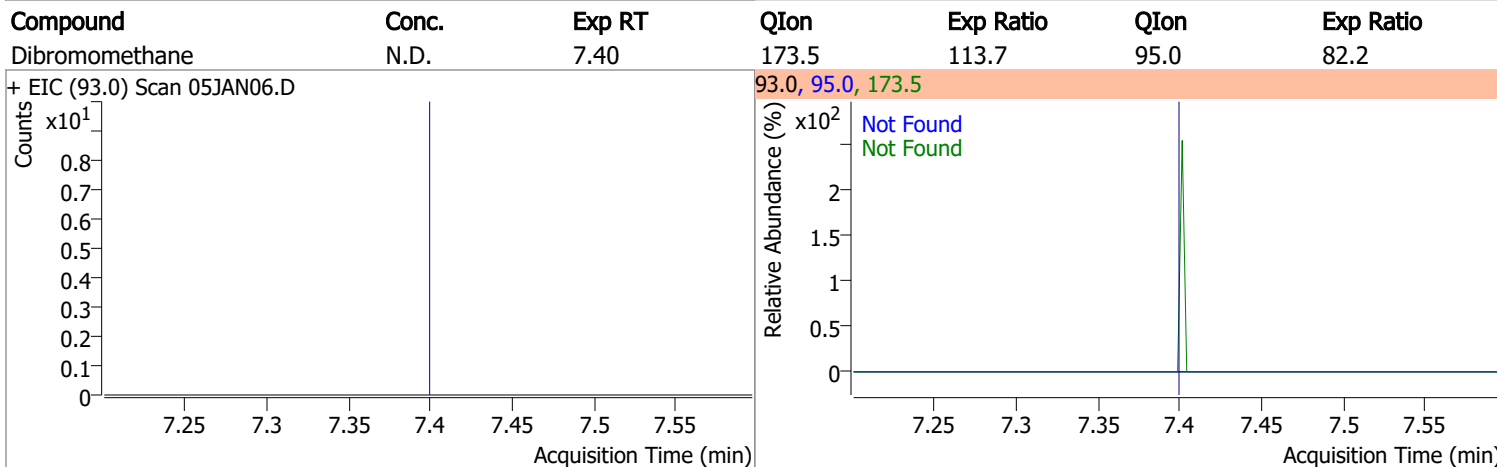 Compound Conc. Exp RT QIon Exp Ratio QIon Exp Ratio
Dibromomethane N.D. 7.40 173.5 113.7 95.0 82.2
+ EIC (93.0) Scan 05JAN06.D
Counts
x10^1
0.8
0.7
0.6
0.5
0.4
0.3
0.2
0.1
0
7.25 7.3 7.35 7.4 7.45 7.5 7.55
Acquisition Time (min)
93.0, 95.0, 173.5
Relative Abundance (%)
x10^2
Not Found
Not Found
2
1.5
1
0.5
0
7.25 7.3 7.35 7.4 7.45 7.5 7.55
Acquisition Time (min)